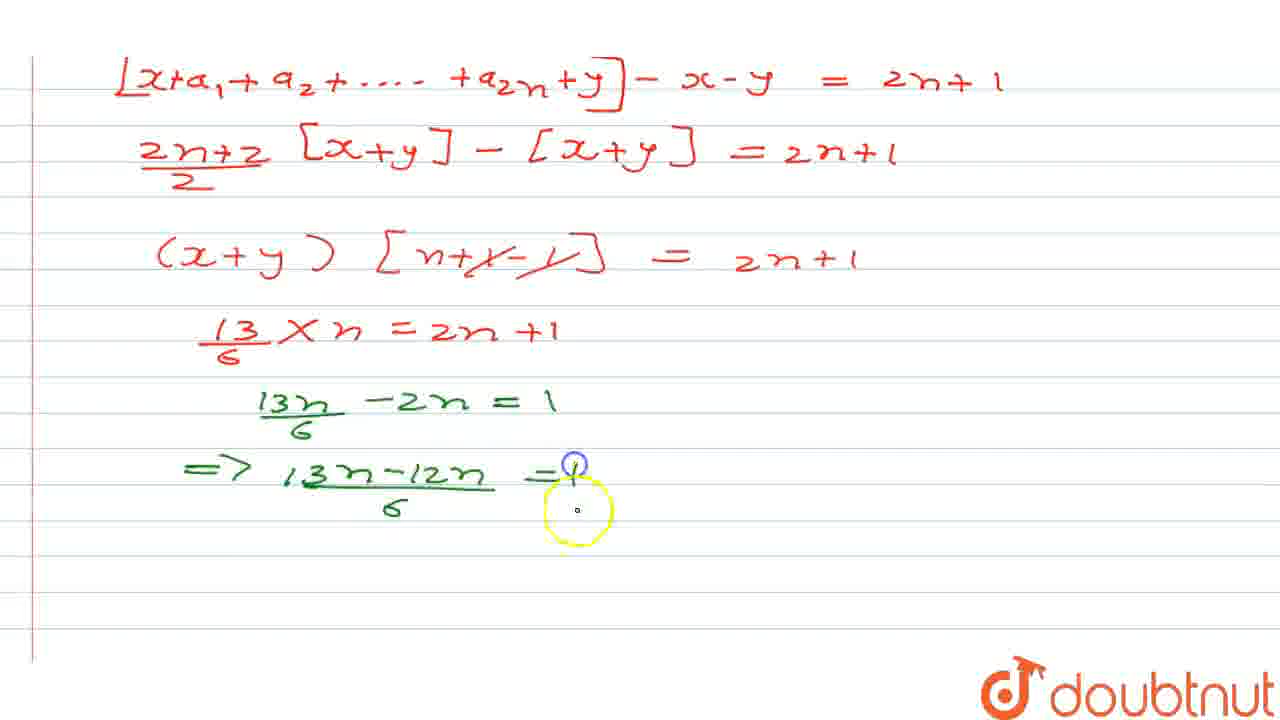 [x+a₁+a₂+....+a₂ₙ+y]-x-y = 2n+1
(2n+2)/2 [x+y]-[x+y] = 2n+1
(x+y) [n+1-1] = 2n+1
13/6 × n = 2n+1
13n/6 - 2n = 1
=> (13n-12n)/6 = 1
doubtnut